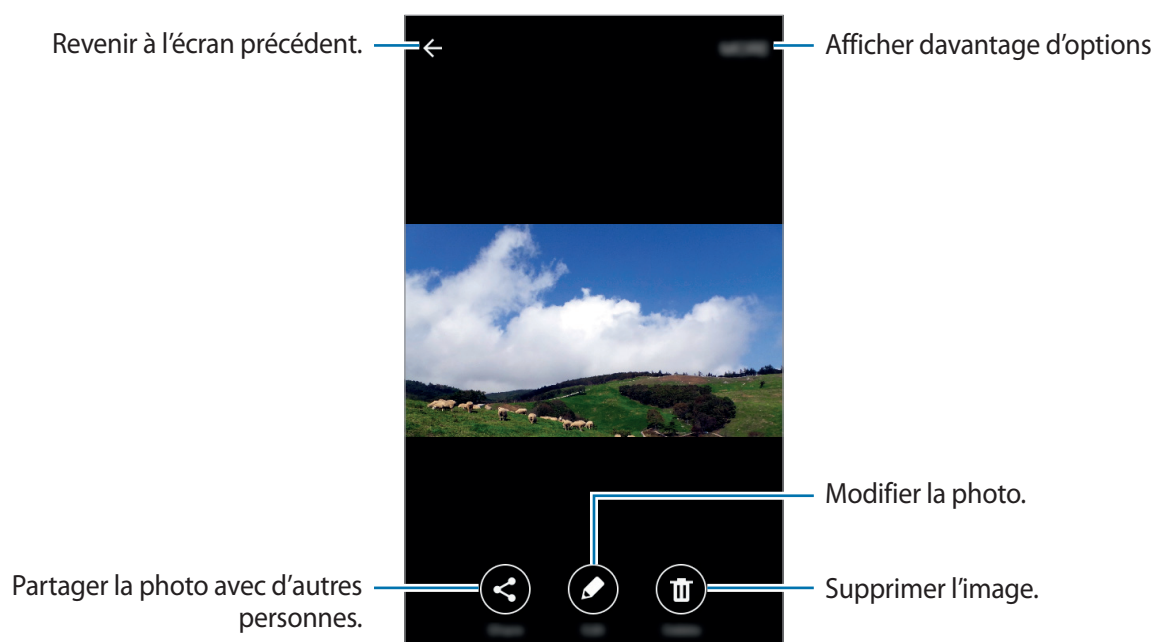 Revenir à l'écran précédent.
Afficher davantage d'options
Modifier la photo.
Partager la photo avec d'autres
personnes.
Supprimer l'image.